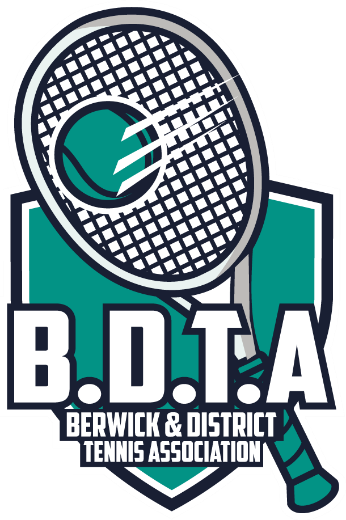 B.D.T.A
BERWICK & DISTRICT
TENNIS ASSOCIATION